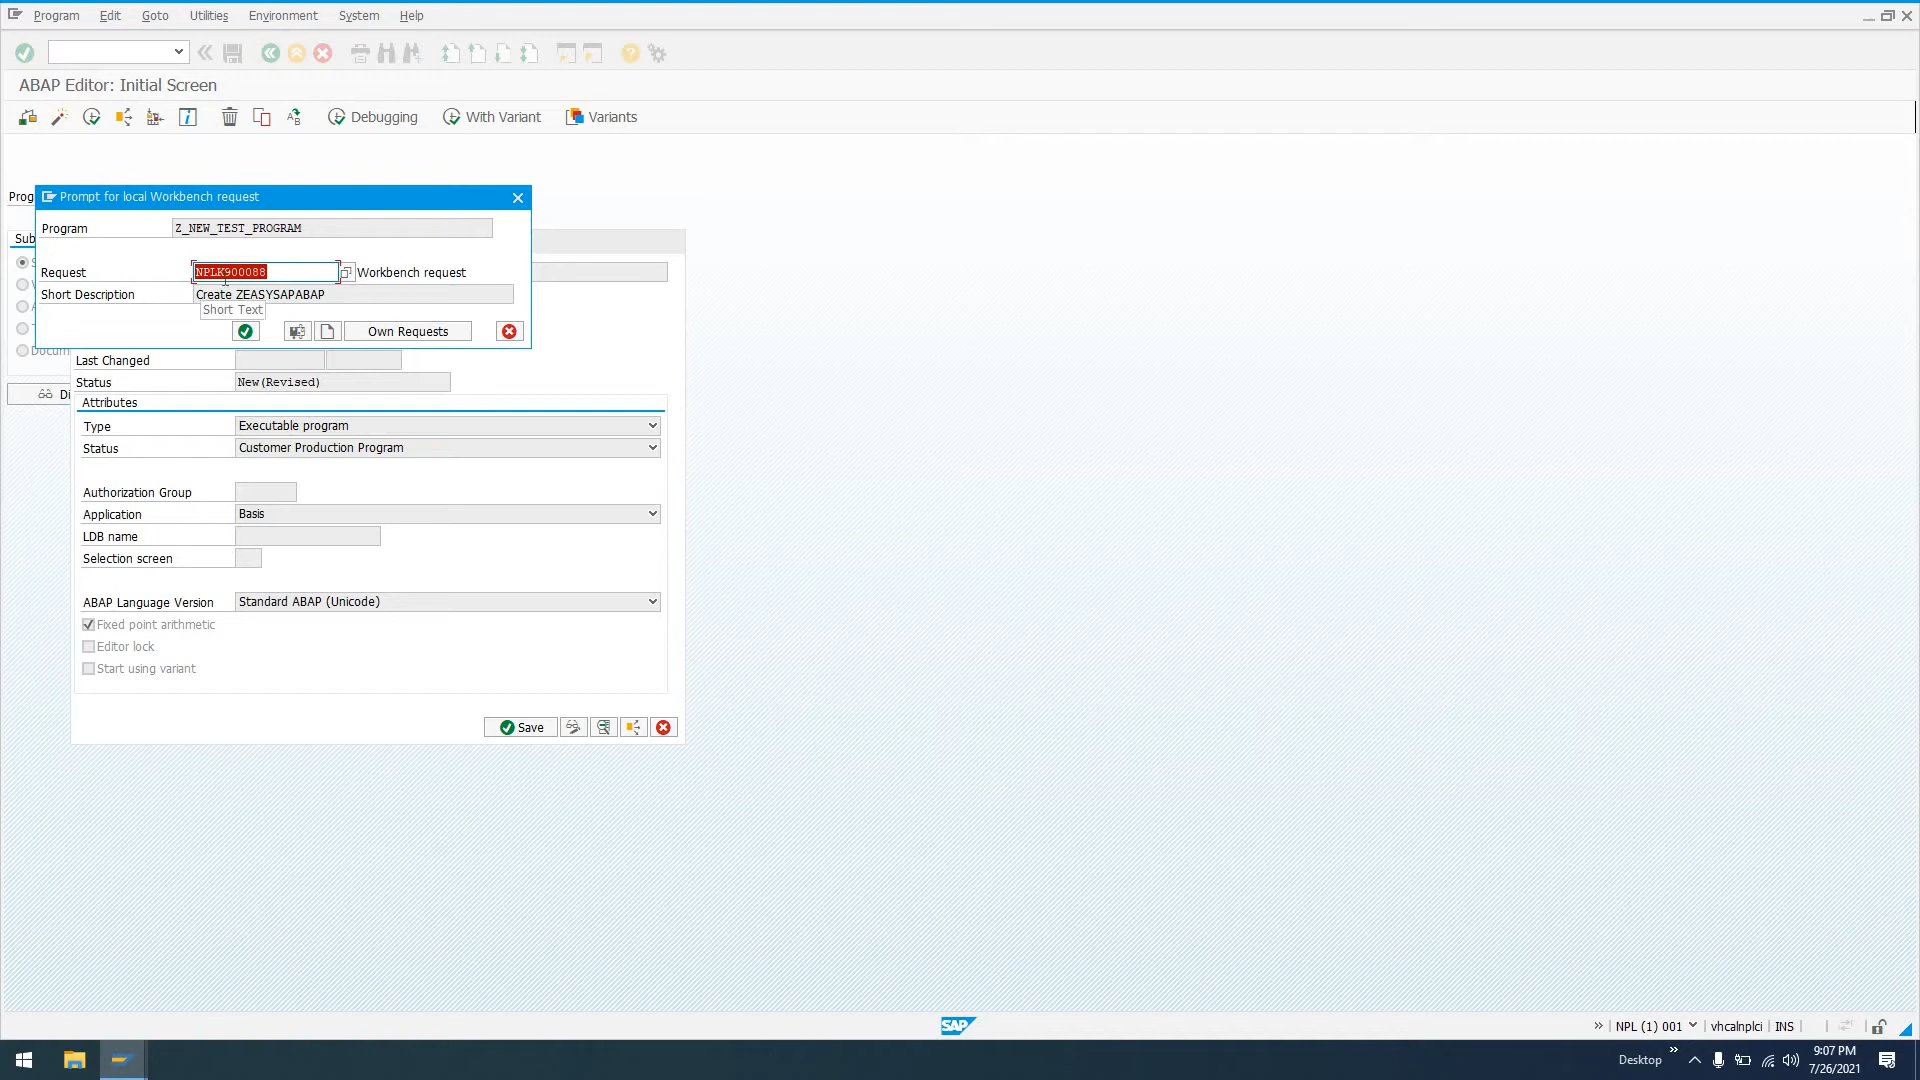 Program Edit Goto Utilities Environment System Help
ABAP Editor: Initial Screen
Debugging With Variant Variants
Prog
Prompt for local Workbench request
Program Z_NEW_TEST_PROGRAM
Sub
Request NPLK900088 Workbench request
Short Description Create ZEASYSAPABAP
Short Text
Own Requests
Docum
Last Changed
Status New(Revised)
Di
Attributes
Type Executable program
Status Customer Production Program
Authorization Group
Application Basis
LDB name
Selection screen
ABAP Language Version Standard ABAP (Unicode)
Fixed point arithmetic
Editor lock
Start using variant
Save
SAP
NPL (1) 001 vhcalnplci INS
Desktop
9:07 PM
7/26/2021